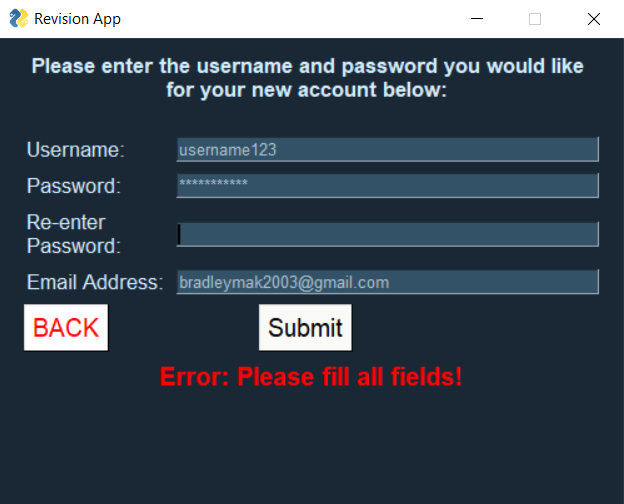 Revision App
Please enter the username and password you would like
for your new account below:
Username: username123
Password: ***********
Re-enter
Password:
Email Address: bradleymak2003@gmail.com
BACK Submit
Error: Please fill all fields!